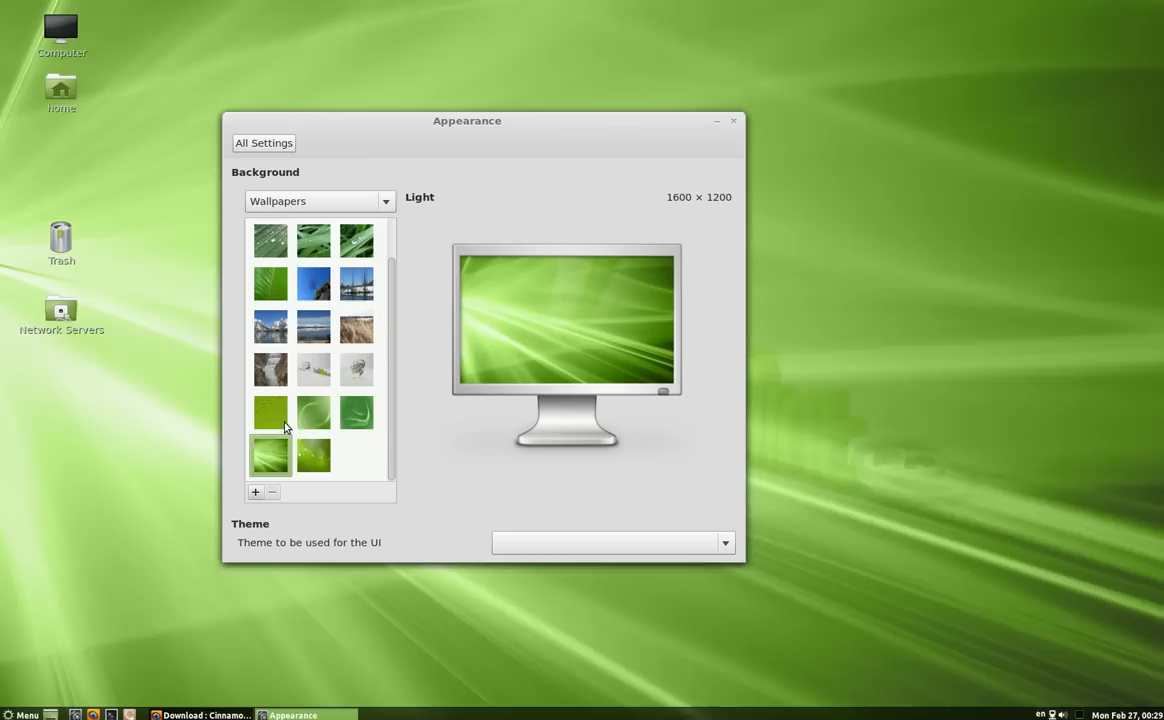 Computer
home
Trash
Network Servers
Appearance
All Settings
Background
Wallpapers
Light
1600 × 1200
Theme
Theme to be used for the UI
Menu
Download : Cinnamo...
Appearance
en
Mon Feb 27, 00:29